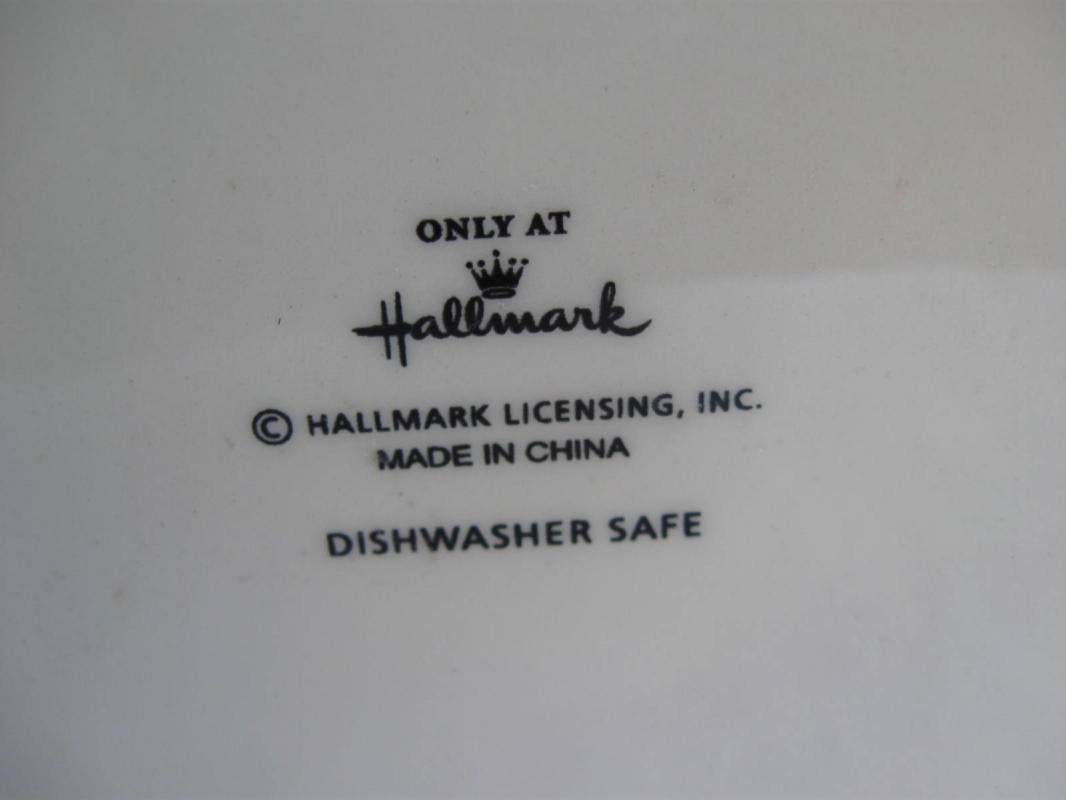 ONLY AT
Hallmark
© HALLMARK LICENSING, INC.
MADE IN CHINA
DISHWASHER SAFE